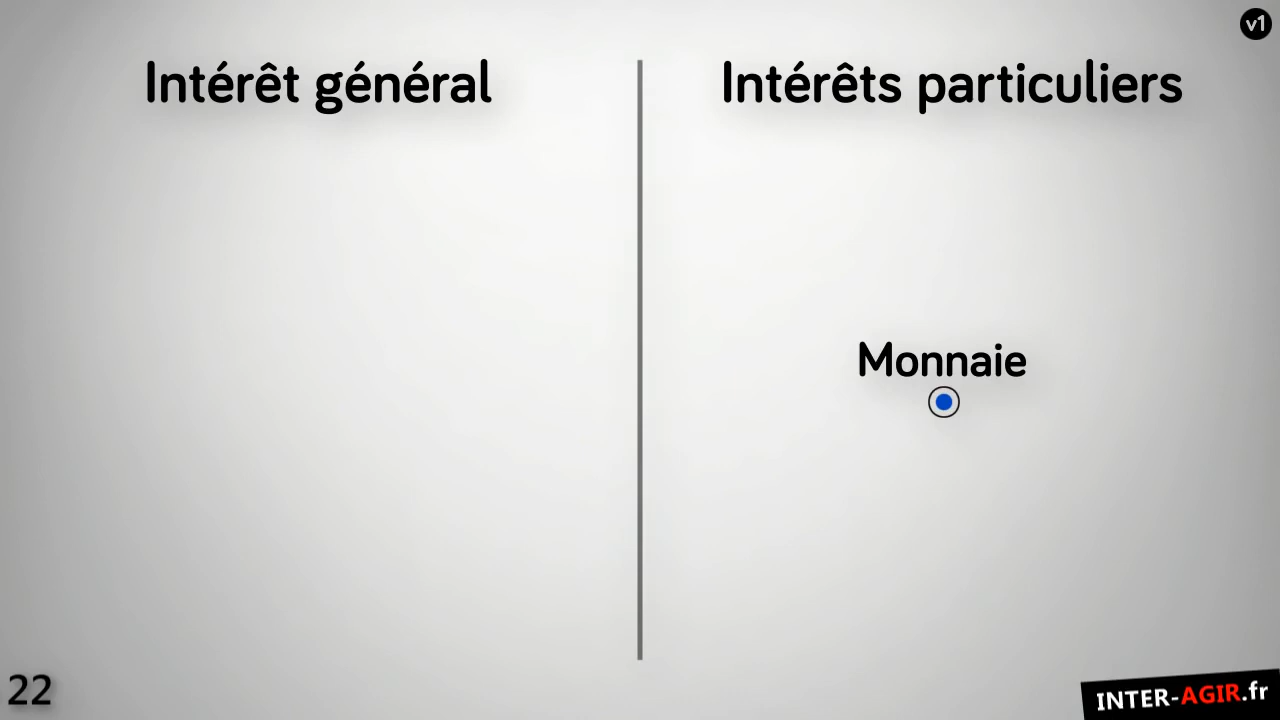 v1
Intérêt général
Intérêts particuliers
Monnaie
22
INTER-AGIR.fr